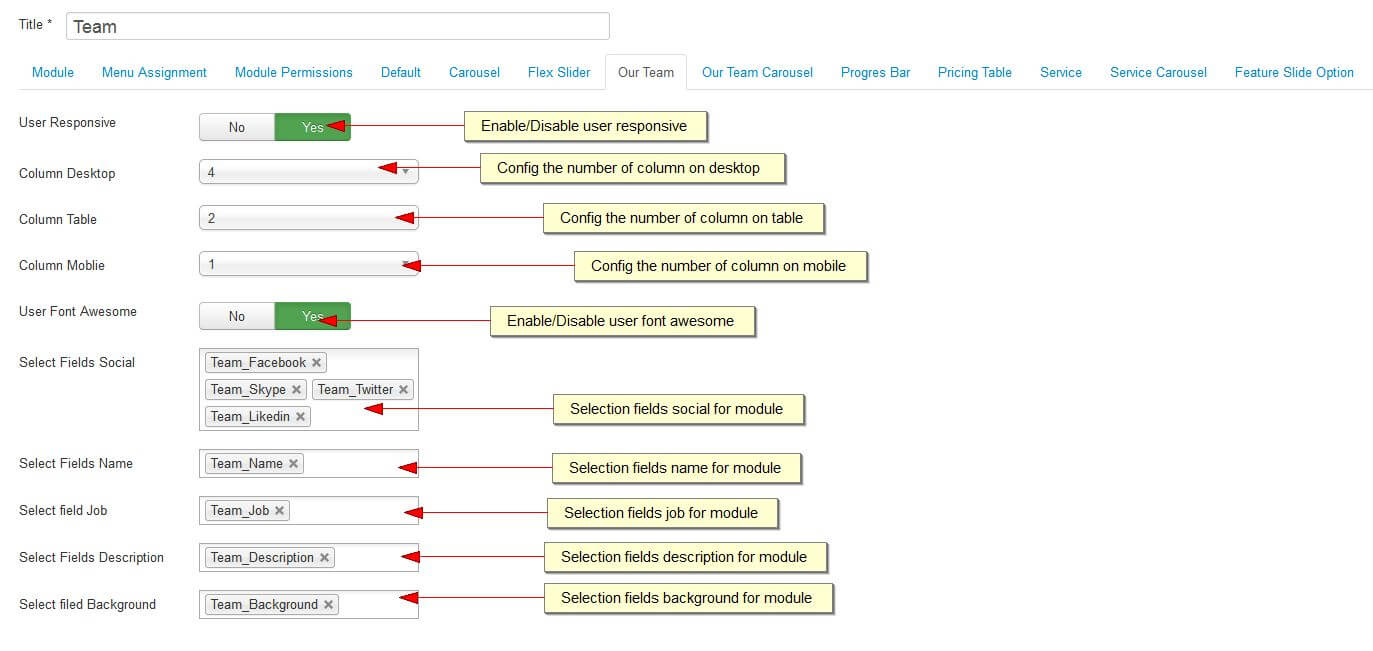 Title *
Team
Module Menu Assignment Module Permissions Default Carousel Flex Slider Our Team Our Team Carousel Progres Bar Pricing Table Service Service Carousel Feature Slide Option
User Responsive No Yes Enable/Disable user responsive
Column Desktop 4 Config the number of column on desktop
Column Table 2 Config the number of column on table
Column Moblie 1 Config the number of column on mobile
User Font Awesome No Yes Enable/Disable user font awesome
Select Fields Social Team_Facebook
Team_Skype Team_Twitter
Team_Likedin
Selection fields social for module
Select Fields Name Team_Name Selection fields name for module
Select field Job Team_Job Selection fields job for module
Select Fields Description Team_Description Selection fields description for module
Select filed Background Team_Background Selection fields background for module